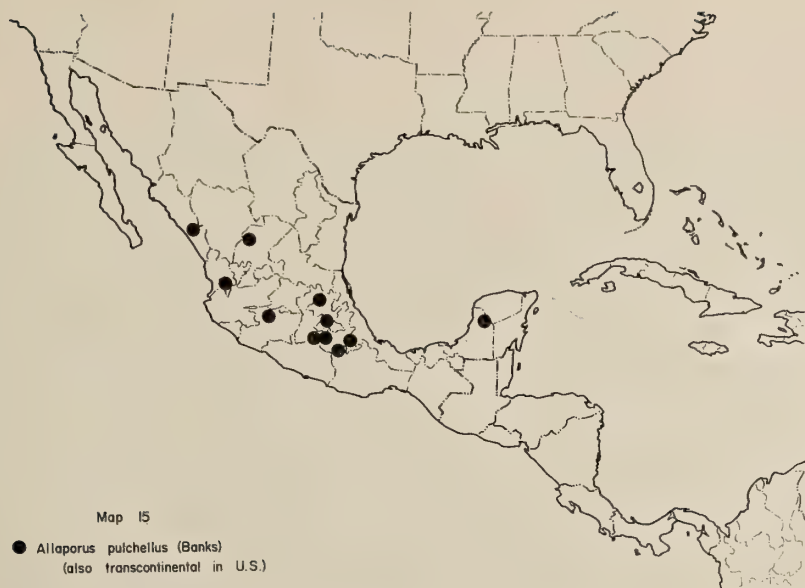 Map 15
Allaporus pulchellus (Banks)
(also transcontinental in U.S.)